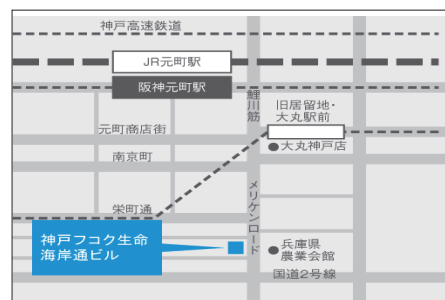 神戸高速鉄道
JR元町駅
阪神元町駅
鯉川筋
旧居留地・
大丸駅前
元町商店街
大丸神戸店
南京町
栄町通
メリケンロード
神戸フコク生命
海岸通ビル
兵庫県
農業会館
国道2号線